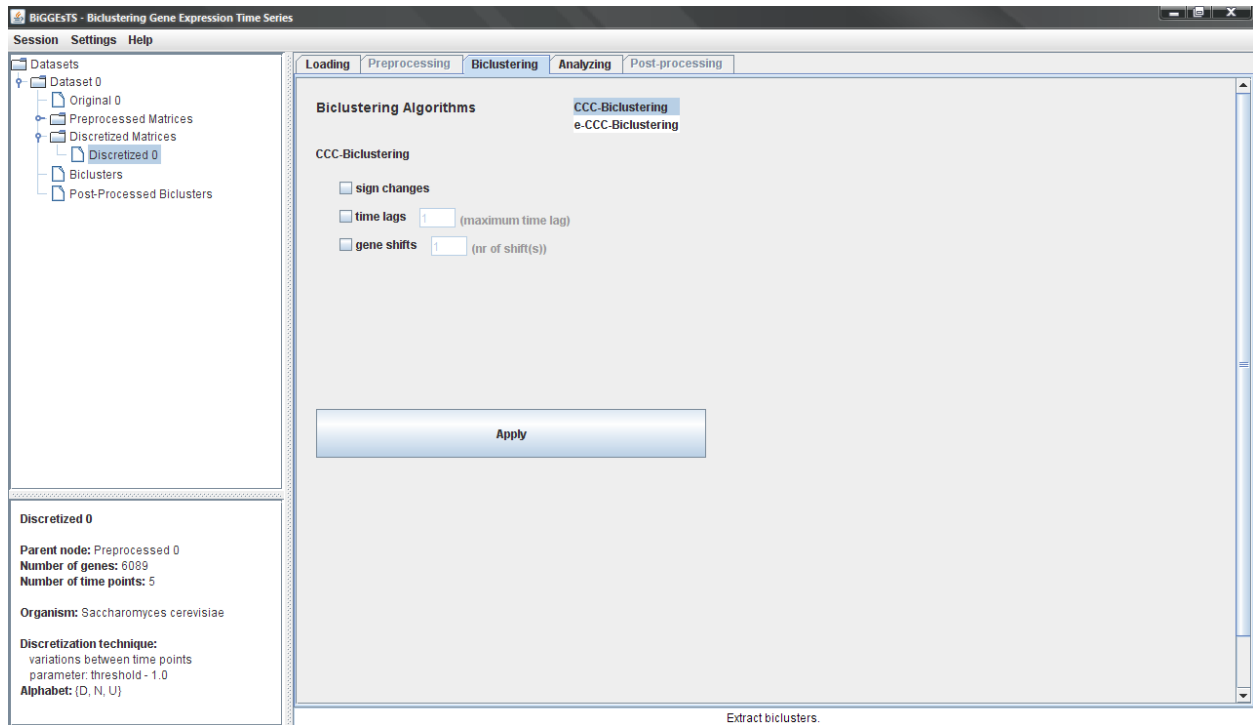 BiGGEsTS - Biclustering Gene Expression Time Series
Session Settings Help
Datasets
Dataset 0
Original 0
Preprocessed Matrices
Discretized Matrices
Discretized 0
Biclusters
Post-Processed Biclusters
Discretized 0
Parent node: Preprocessed 0
Number of genes: 6089
Number of time points: 5
Organism: Saccharomyces cerevisiae
Discretization technique:
variations between time points
parameter: threshold - 1.0
Alphabet: {D, N, U}
Loading Preprocessing Biclustering Analyzing Post-processing
Biclustering Algorithms
CCC-Biclustering
e-CCC-Biclustering
CCC-Biclustering
sign changes
time lags 1 (maximum time lag)
gene shifts 1 (nr of shift(s))
Apply
Extract biclusters.